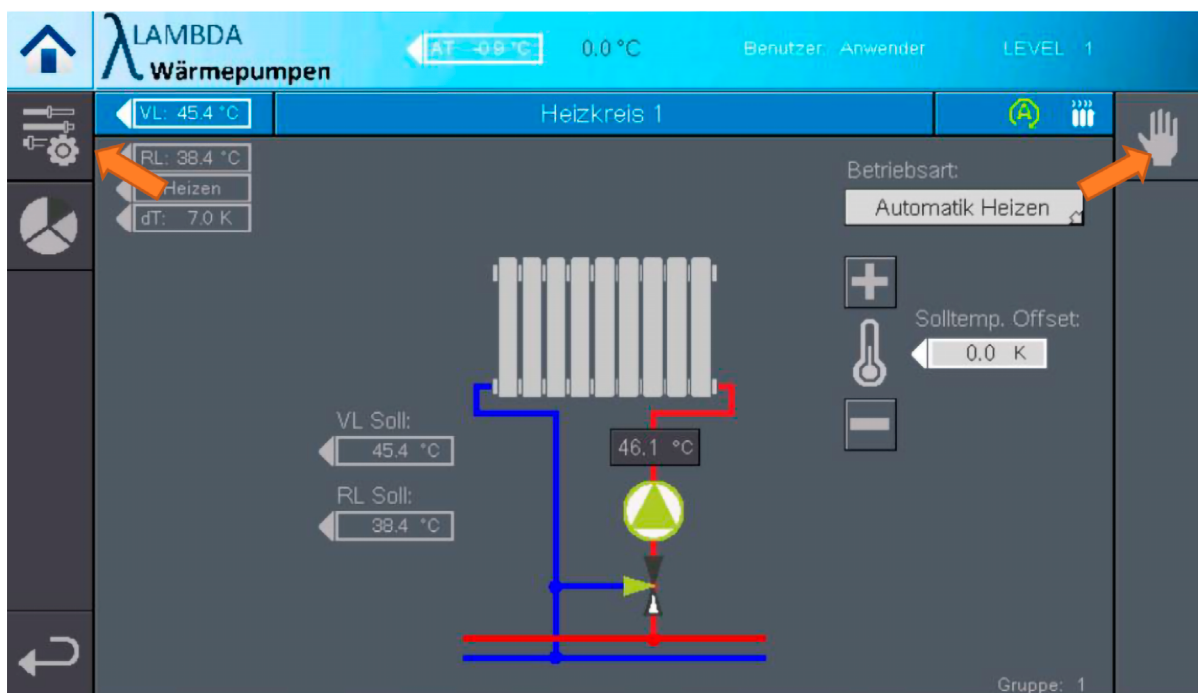 LAMBDA
Wärmepumpen
AT -0.9 °C
0.0 °C
Benutzer: Anwender
LEVEL 1
VL: 45.4 °C
Heizkreis 1
A
RL: 38.4 °C
Heizen
dT: 7.0 K
Betriebsart:
Automatik Heizen
Solltemp. Offset:
0.0 K
VL Soll:
45.4 °C
46.1 °C
RL Soll:
38.4 °C
Gruppe: 1